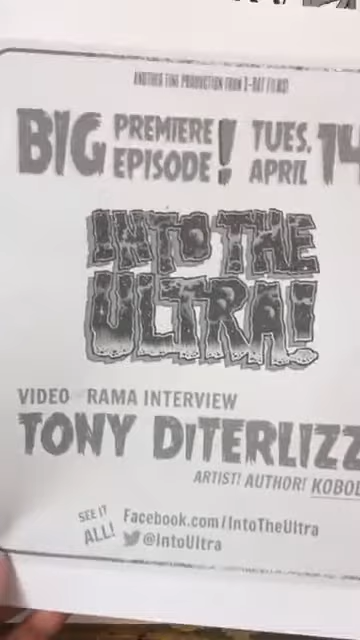 ANOTHER FINE PRODUCTION FROM X-RAY FILMS!
BIG PREMIERE EPISODE! TUES. APRIL 14
INTO THE
ULTRA!
VIDEO RAMA INTERVIEW
TONY DITERLIZZ
ARTIST! AUTHOR! KOBOL
SEE IT ALL!
Facebook.com/IntoTheUltra
@IntoUltra